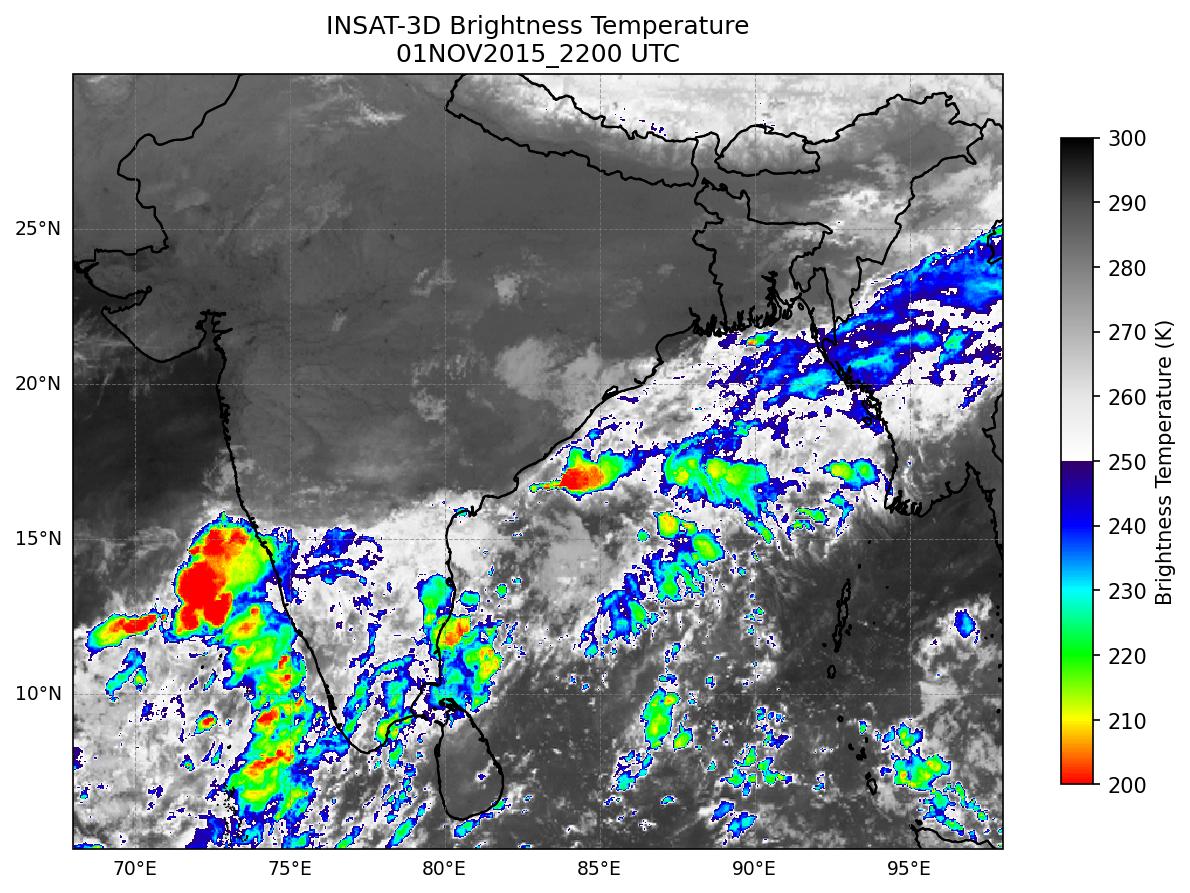 INSAT-3D Brightness Temperature
01NOV2015_2200 UTC
25°N
20°N
15°N
10°N
70°E
75°E
80°E
85°E
90°E
95°E
300
290
280
270
260
250
240
230
220
210
200
Brightness Temperature (K)